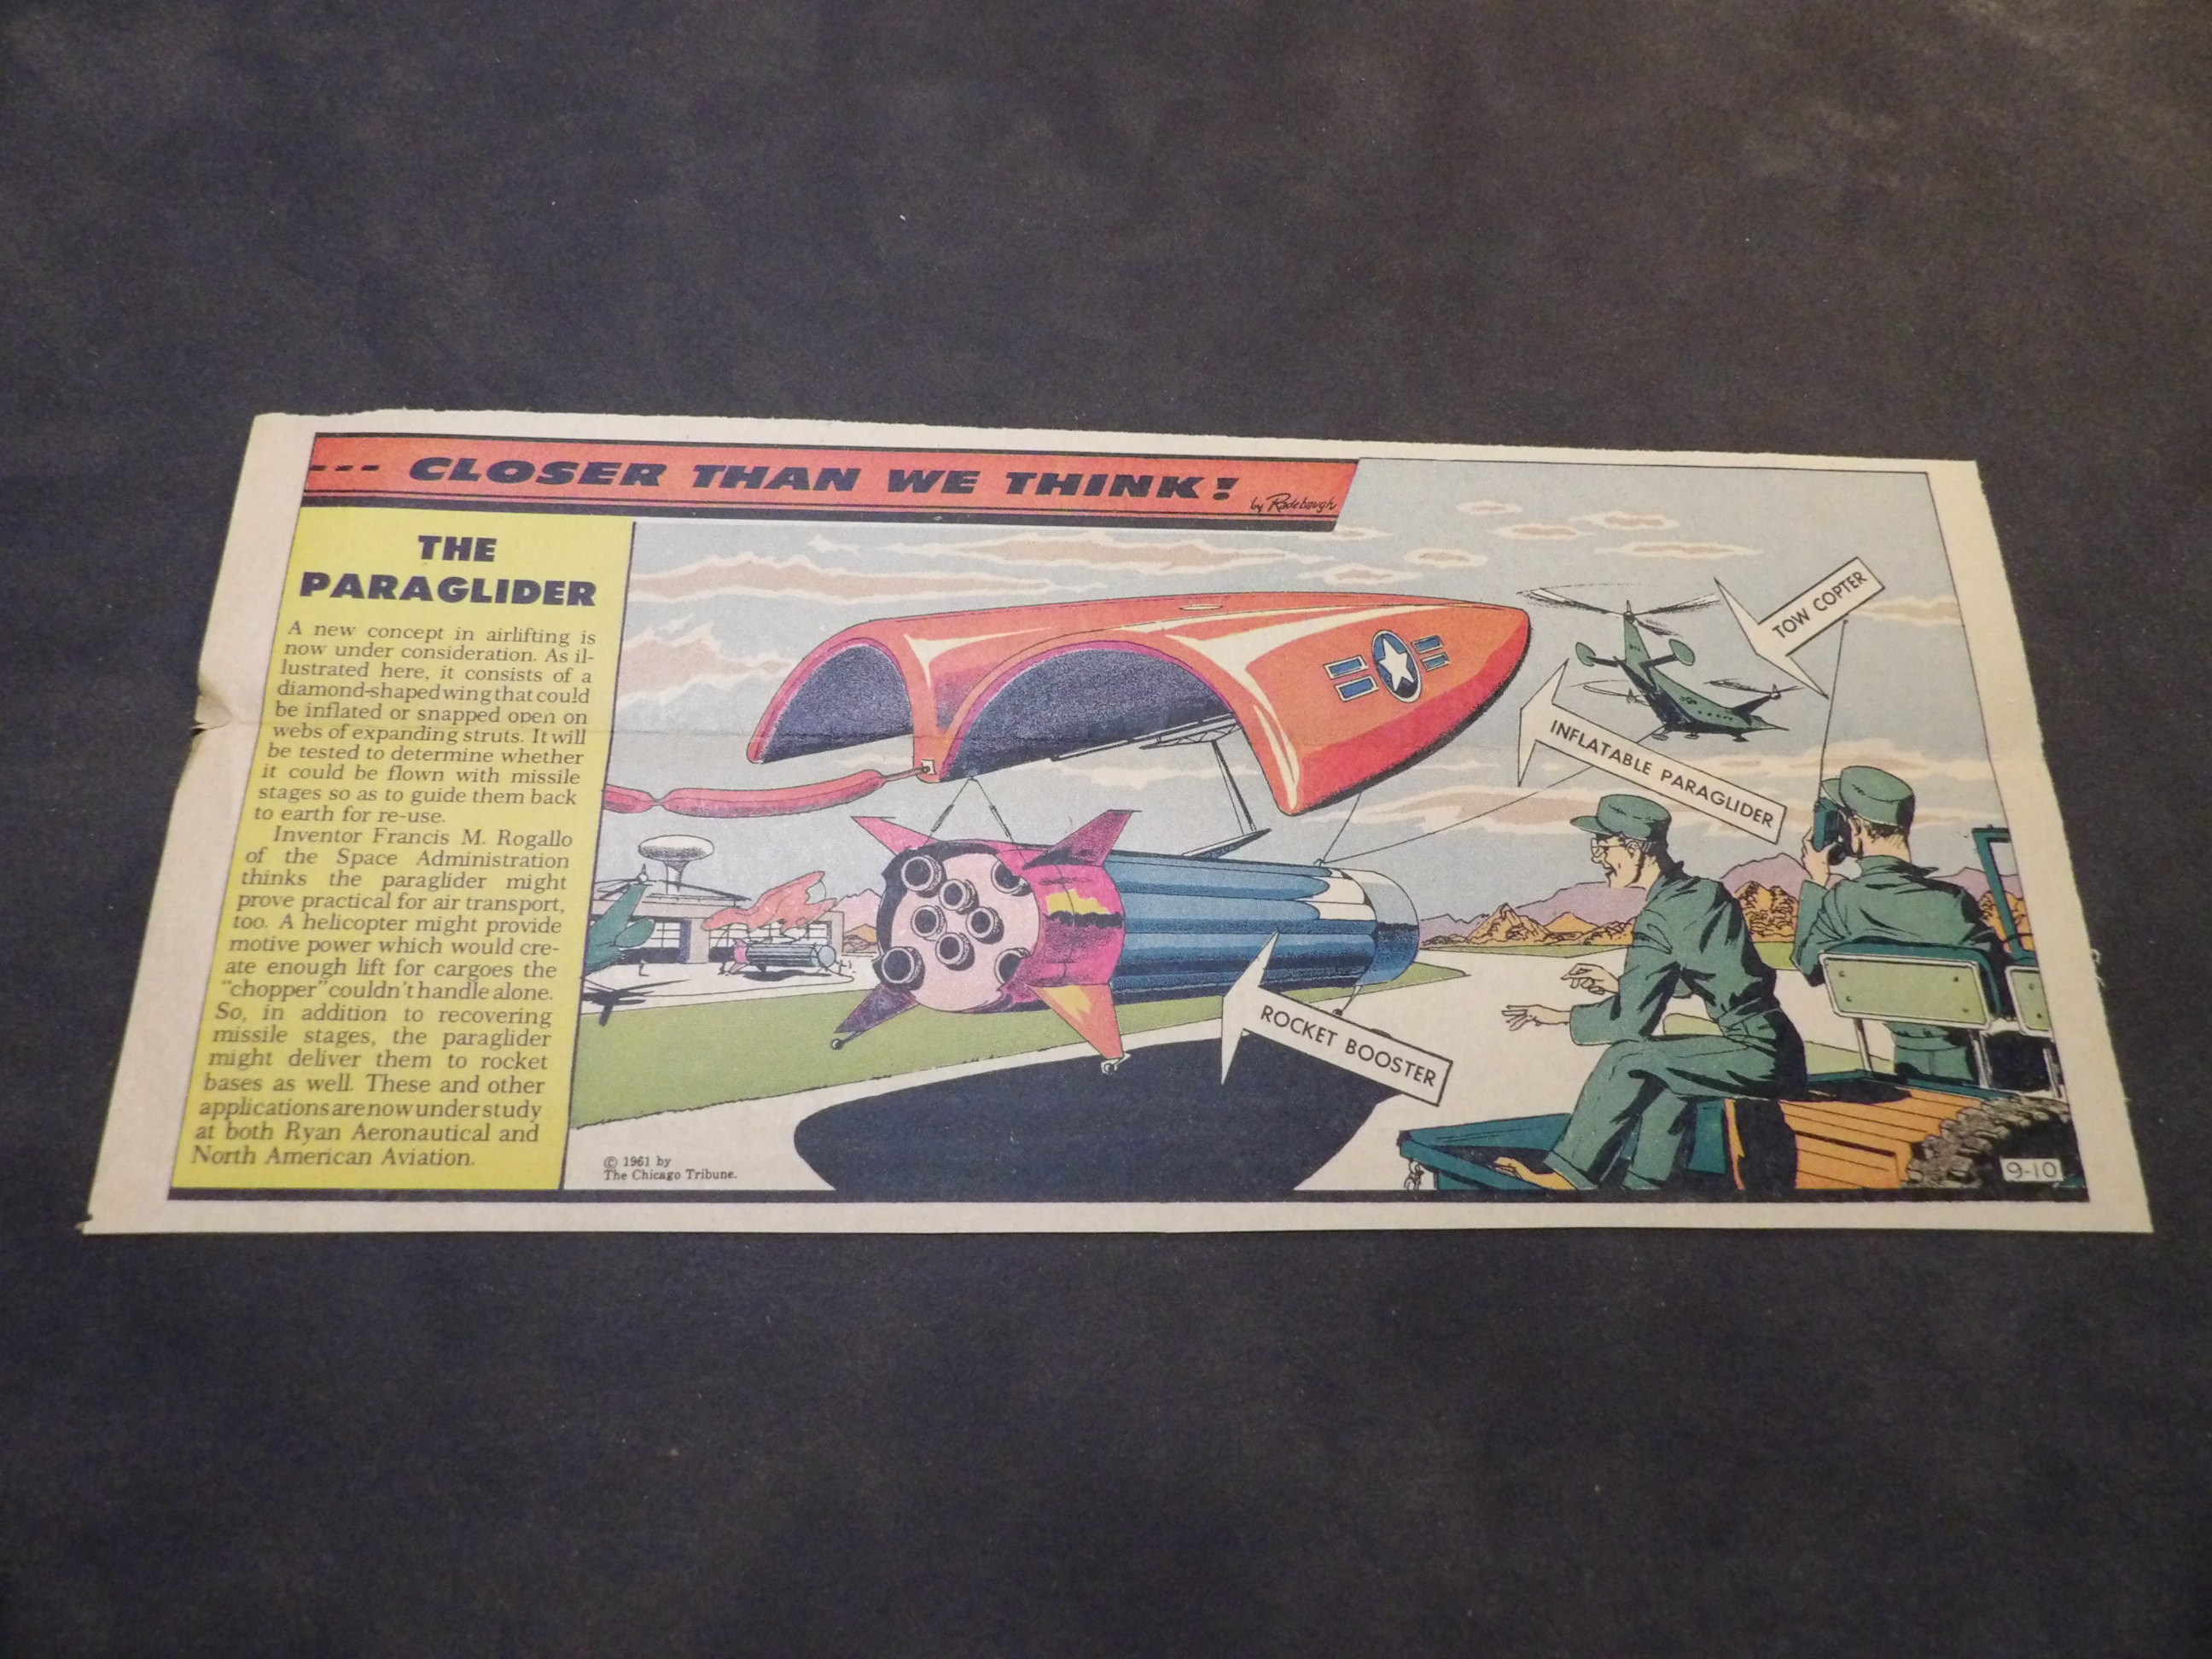 --- CLOSER THAN WE THINK!
by Radebaugh
THE
PARAGLIDER
A new concept in airlifting is
now under consideration. As il-
lustrated here, it consists of a
diamond-shaped wing that could
be inflated or snapped open on
webs of expanding struts. It will
be tested to determine whether
it could be flown with missile
stages so as to guide them back
to earth for re-use.
Inventor Francis M. Rogallo
of the Space Administration
thinks the paraglider might
prove practical for air transport,
too. A helicopter might provide
motive power which would cre-
ate enough lift for cargoes the
"chopper" couldn't handle alone.
So, in addition to recovering
missile stages, the paraglider
might deliver them to rocket
bases as well. These and other
applications are now under study
at both Ryan Aeronautical and
North American Aviation.
TOW COPTER
INFLATABLE PARAGLIDER
ROCKET BOOSTER
© 1961 by
The Chicago Tribune.
9-10